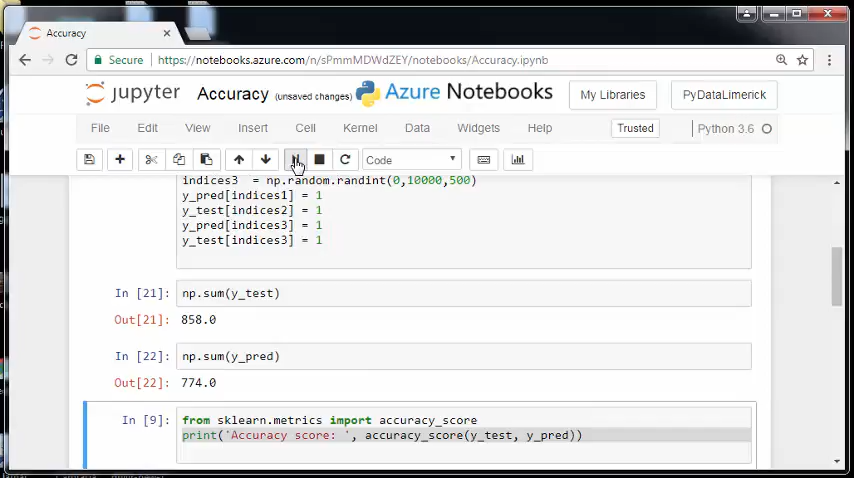 Accuracy
Secure https://notebooks.azure.com/n/sPmmMDWdZEY/notebooks/Accuracy.ipynb
jupyter Accuracy (unsaved changes) Azure Notebooks My Libraries PyDataLimerick
File Edit View Insert Cell Kernel Data Widgets Help Trusted Python 3.6
Code
indices3  = np.random.randint(0,10000,500)
y_pred[indices1] = 1
y_test[indices2] = 1
y_pred[indices3] = 1
y_test[indices3] = 1
In [21]: np.sum(y_test)
Out[21]: 858.0
In [22]: np.sum(y_pred)
Out[22]: 774.0
In [9]: from sklearn.metrics import accuracy_score
print('Accuracy score: ', accuracy_score(y_test, y_pred))